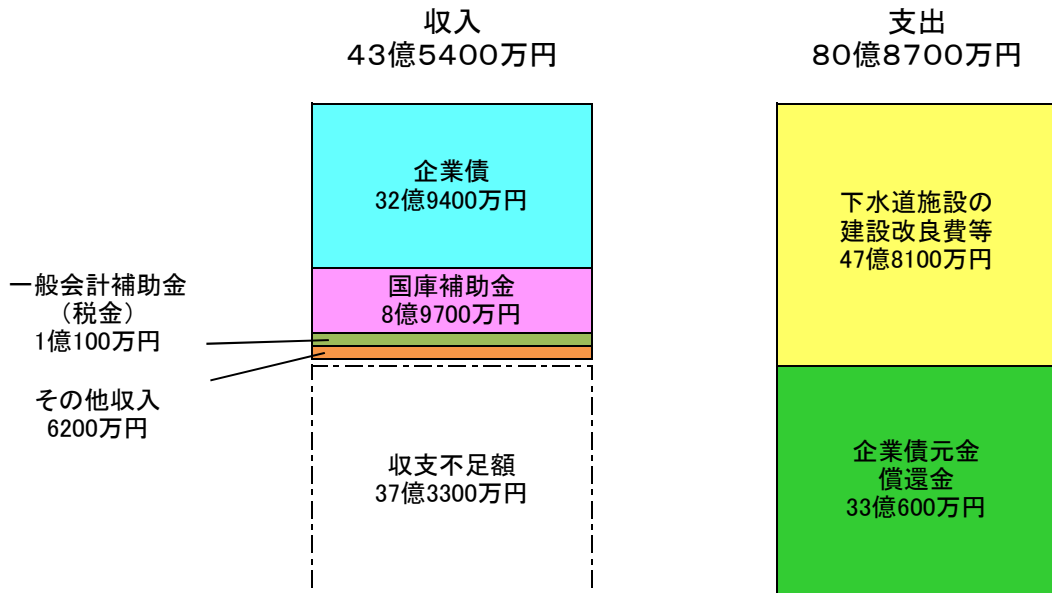 収入
４３億５４００万円
支出
８０億８７００万円
企業債
32億9400万円
国庫補助金
8億9700万円
一般会計補助金
（税金）
1億100万円
その他収入
6200万円
収支不足額
37億3300万円
下水道施設の
建設改良費等
47億8100万円
企業債元金
償還金
33億600万円